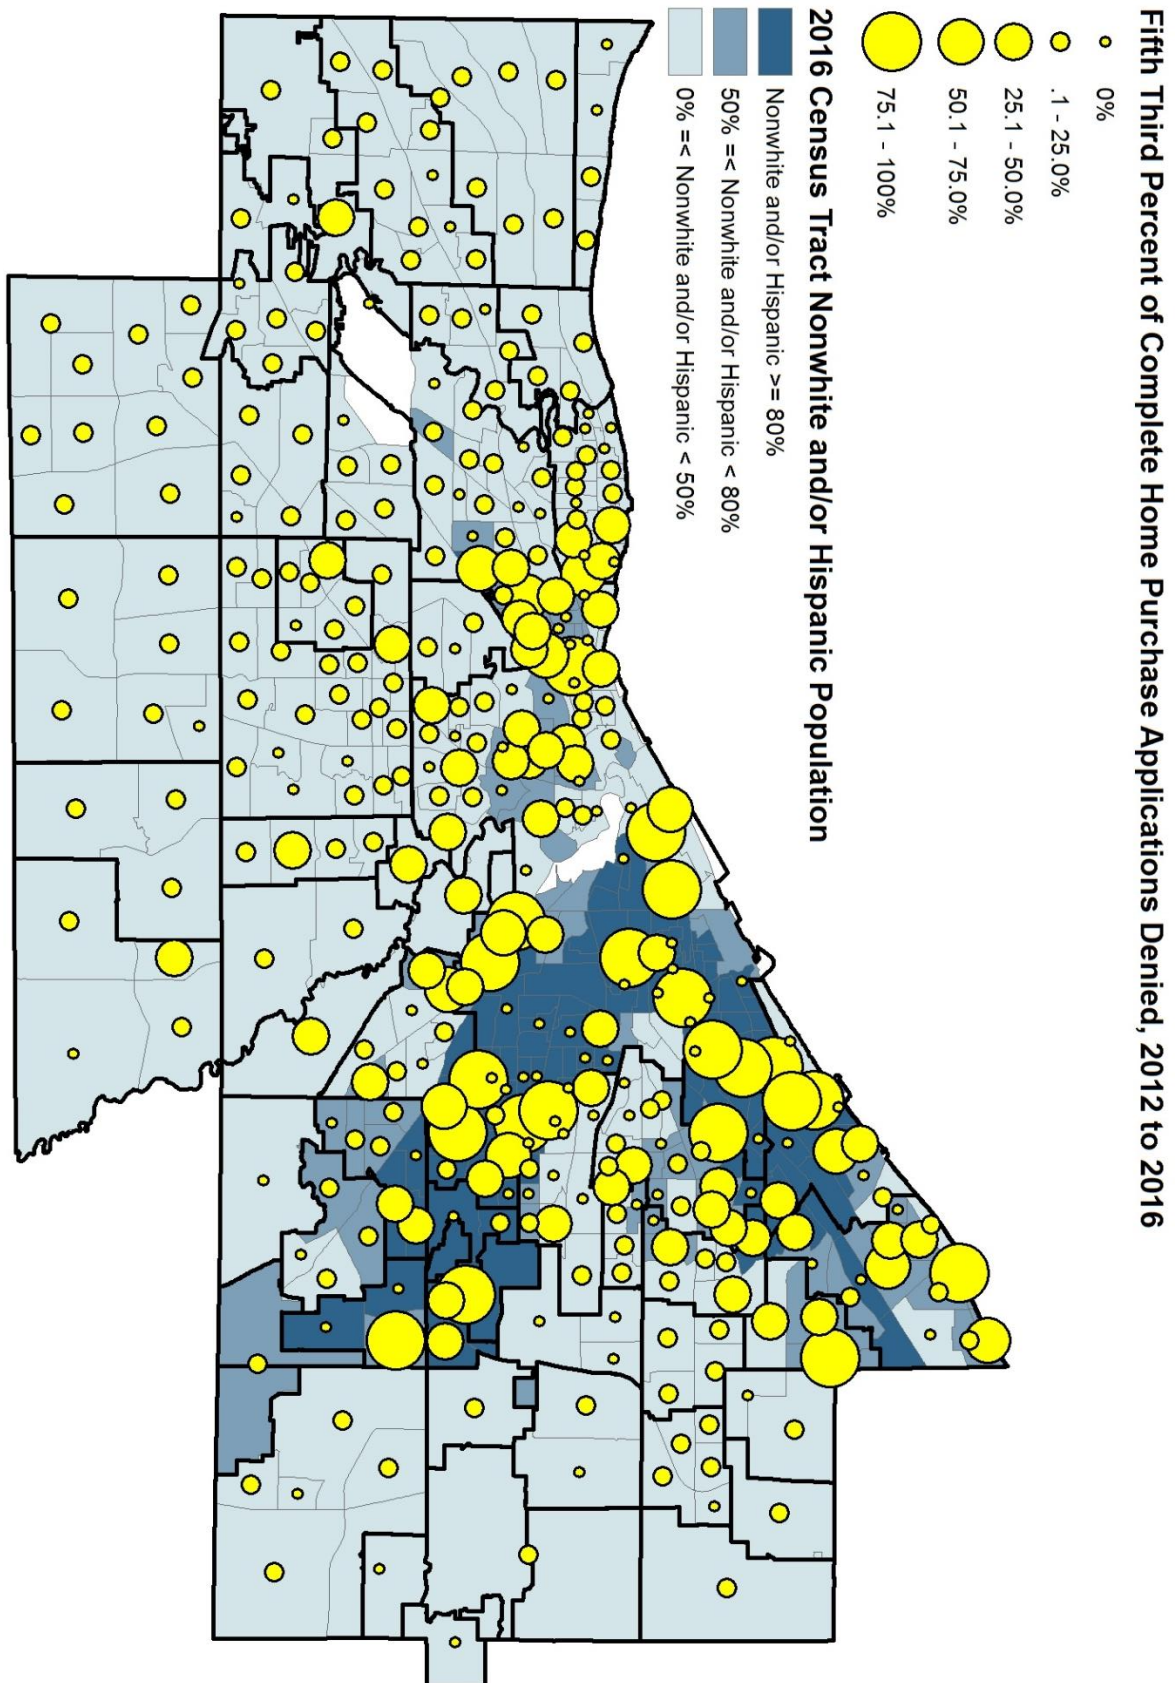 Fifth Third Percent of Complete Home Purchase Applications Denied, 2012 to 2016
0%
.1 - 25.0%
25.1 - 50.0%
50.1 - 75.0%
75.1 - 100%
2016 Census Tract Nonwhite and/or Hispanic Population
Nonwhite and/or Hispanic >= 80%
50% =< Nonwhite and/or Hispanic < 80%
0% =< Nonwhite and/or Hispanic < 50%